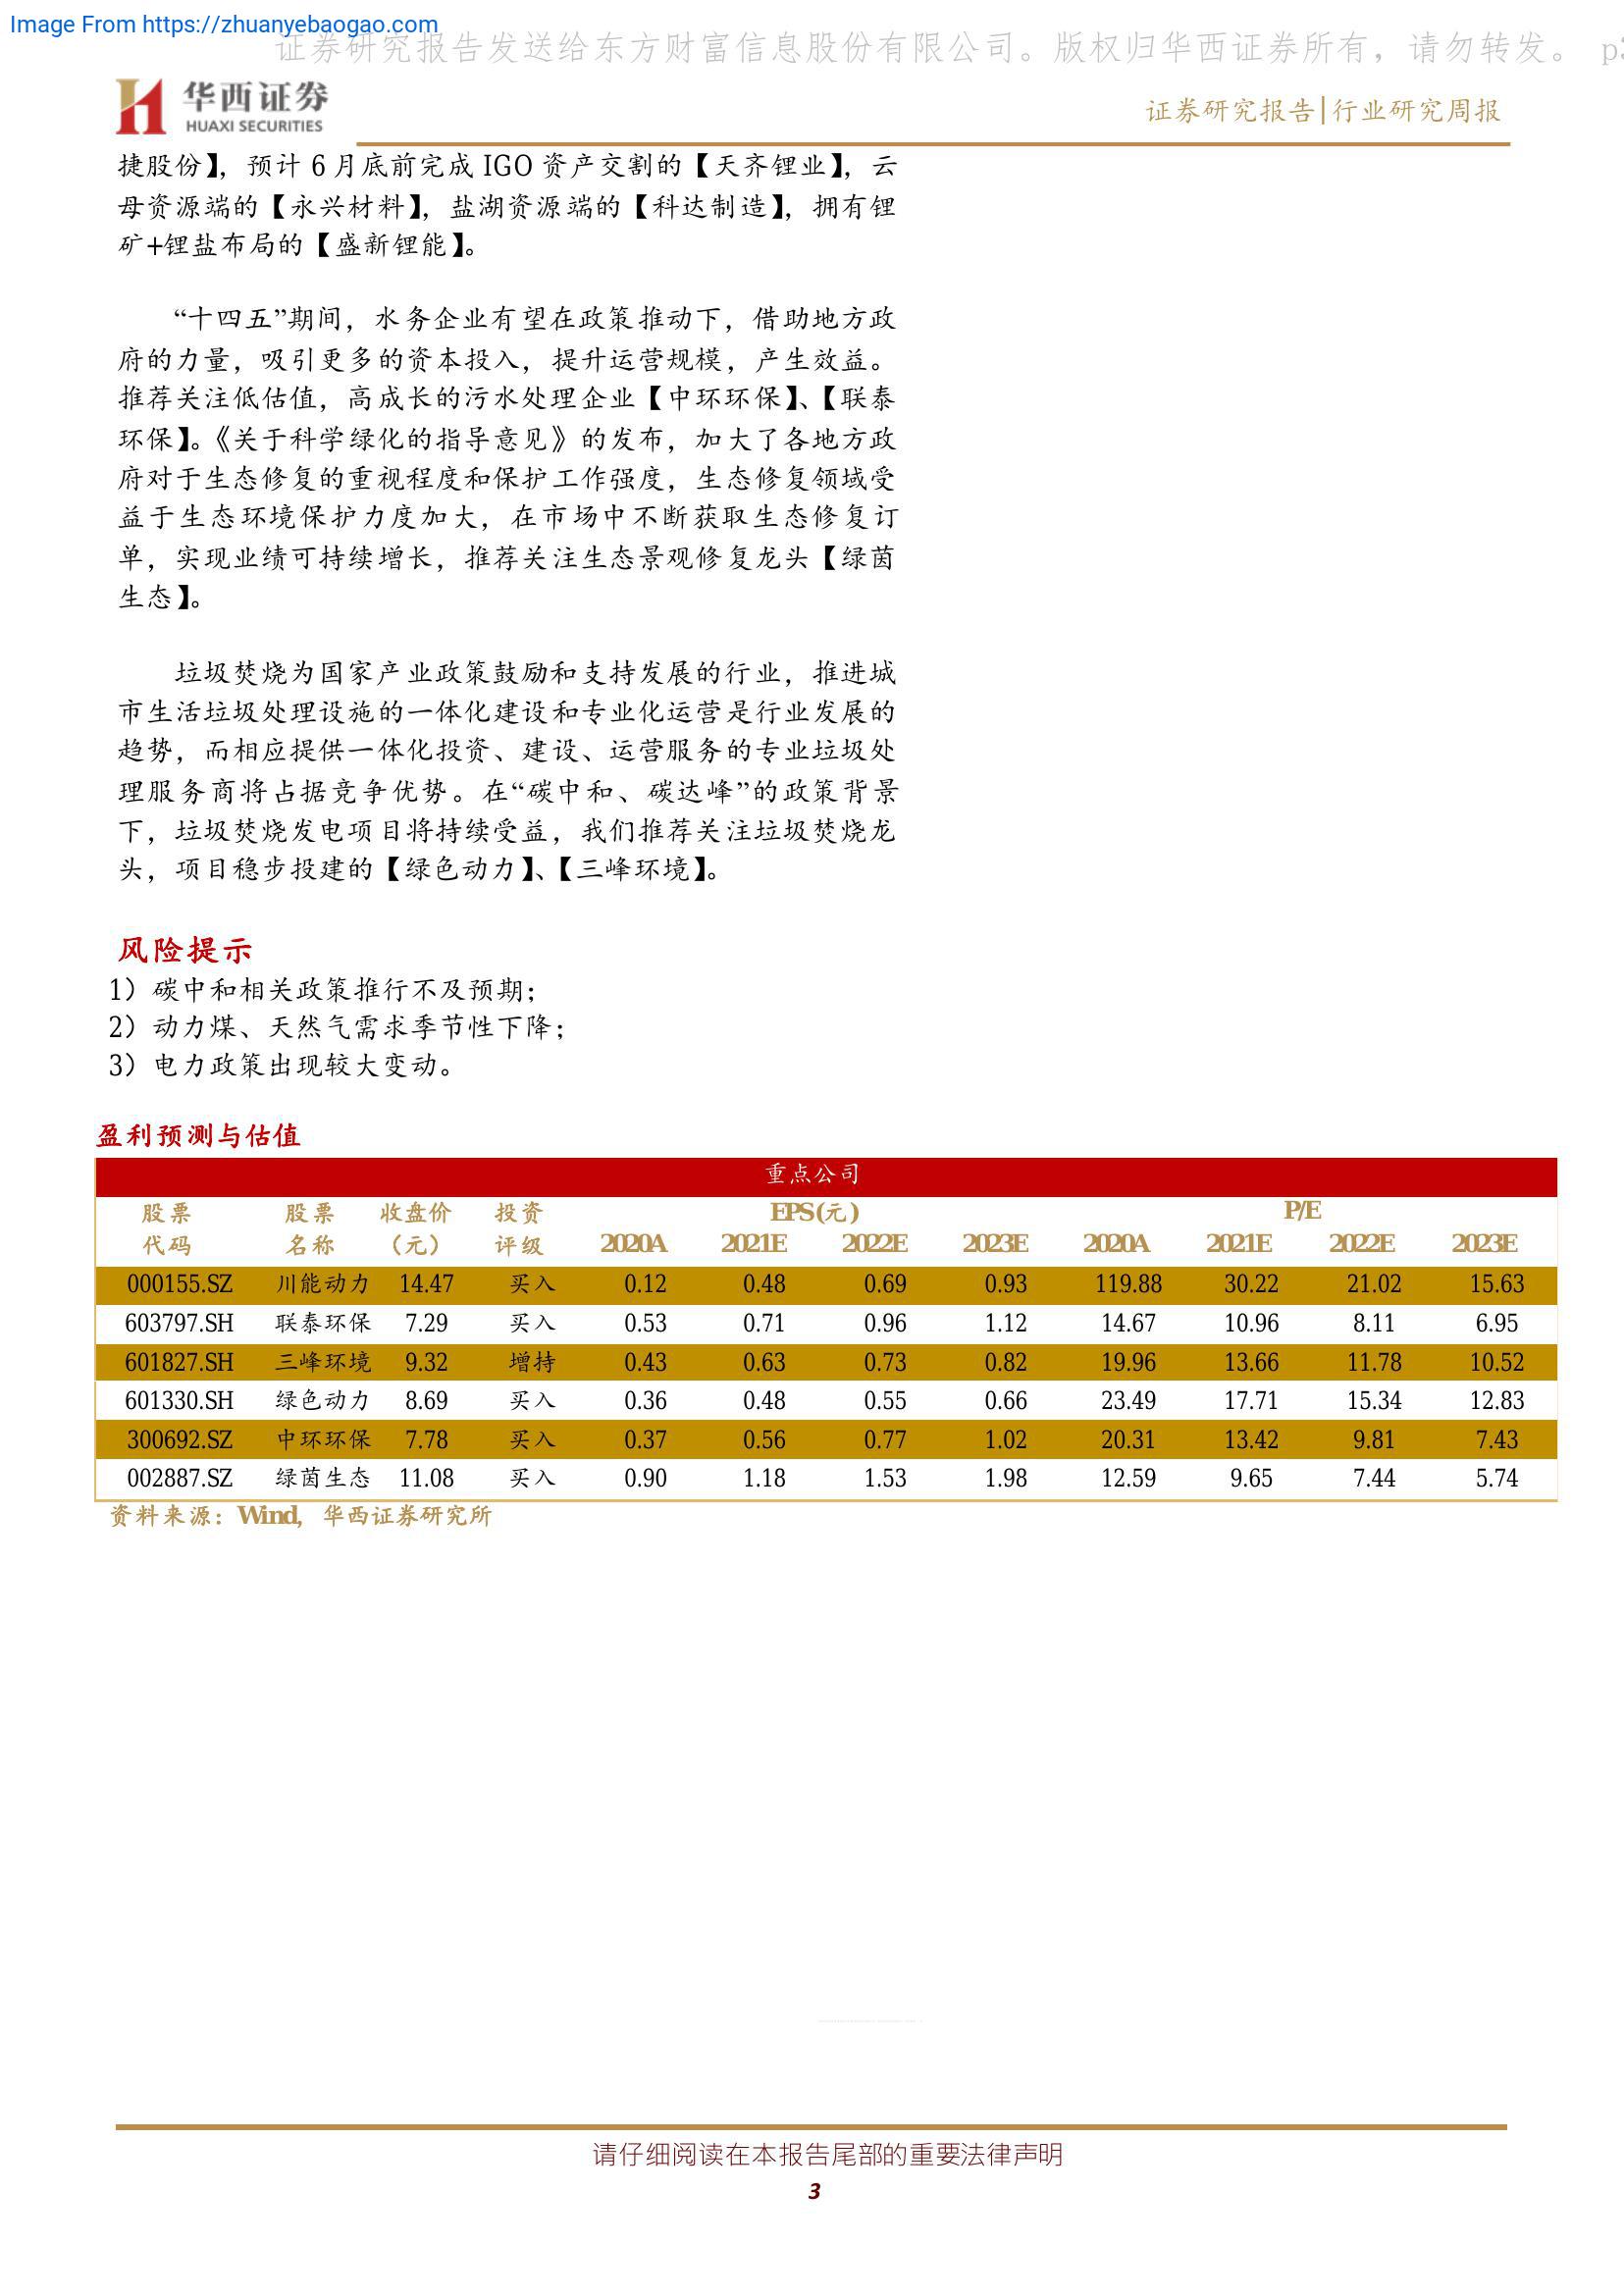 Image From https://zhuanyebaogao.com
证券研究报告发送给东方财富信息股份有限公司。版权归华西证券所有，请勿转发。 p3
华西证券
HUAXI SECURITIES
证券研究报告|行业研究周报
捷股份】，预计 6 月底前完成 IGO 资产交割的【天齐锂业】，云
母资源端的【永兴材料】，盐湖资源端的【科达制造】，拥有锂
矿+锂盐布局的【盛新锂能】。
“十四五”期间，水务企业有望在政策推动下，借助地方政
府的力量，吸引更多的资本投入，提升运营规模，产生效益。
推荐关注低估值，高成长的污水处理企业【中环环保】、【联泰
环保】。《关于科学绿化的指导意见》的发布，加大了各地方政
府对于生态修复的重视程度和保护工作强度，生态修复领域受
益于生态环境保护力度加大，在市场中不断获取生态修复订
单，实现业绩可持续增长，推荐关注生态景观修复龙头【绿茵
生态】。
垃圾焚烧为国家产业政策鼓励和支持发展的行业，推进城
市生活垃圾处理设施的一体化建设和专业化运营是行业发展的
趋势，而相应提供一体化投资、建设、运营服务的专业垃圾处
理服务商将占据竞争优势。在“碳中和、碳达峰”的政策背景
下，垃圾焚烧发电项目将持续受益，我们推荐关注垃圾焚烧龙
头，项目稳步投建的【绿色动力】、【三峰环境】。
风险提示
1）碳中和相关政策推行不及预期；
2）动力煤、天然气需求季节性下降；
3）电力政策出现较大变动。
盈利预测与估值
重点公司
股票 股票 收盘价 投资 EPS(元) P/E
代码 名称 （元） 评级 2020A 2021E 2022E 2023E 2020A 2021E 2022E 2023E
000155.SZ 川能动力 14.47 买入 0.12 0.48 0.69 0.93 119.88 30.22 21.02 15.63
603797.SH 联泰环保 7.29 买入 0.53 0.71 0.96 1.12 14.67 10.96 8.11 6.95
601827.SH 三峰环境 9.32 增持 0.43 0.63 0.73 0.82 19.96 13.66 11.78 10.52
601330.SH 绿色动力 8.69 买入 0.36 0.48 0.55 0.66 23.49 17.71 15.34 12.83
300692.SZ 中环环保 7.78 买入 0.37 0.56 0.77 1.02 20.31 13.42 9.81 7.43
002887.SZ 绿茵生态 11.08 买入 0.90 1.18 1.53 1.98 12.59 9.65 7.44 5.74
资料来源：Wind，华西证券研究所
请仔细阅读在本报告尾部的重要法律声明
3